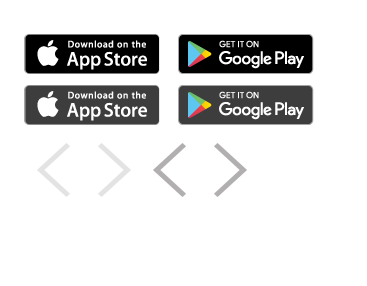 Download on the
App Store
GET IT ON
Google Play
Download on the
App Store
GET IT ON
Google Play